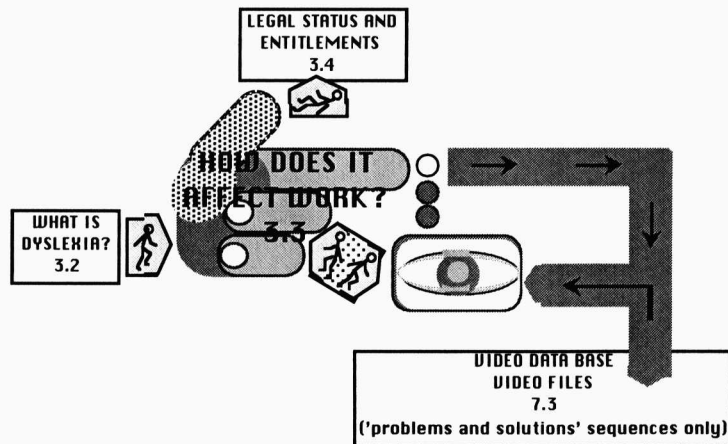 LEGAL STATUS AND
ENTITLEMENTS
3.4
HOW DOES IT
AFFECT WORK?
3.3
WHAT IS
DYSLEXIA?
3.2
VIDEO DATA BASE
VIDEO FILES
7.3
('problems and solutions' sequences only)